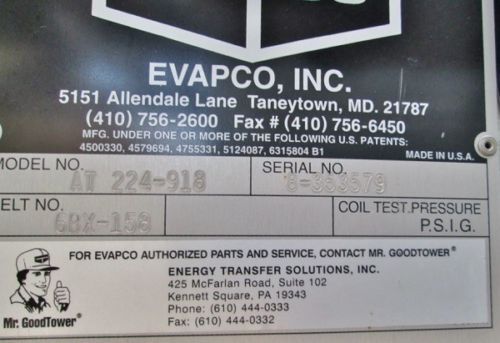 EVAPCO, INC.
5151 Allendale Lane Taneytown, MD. 21787
(410) 756-2600 Fax # (410) 756-6450
MFG. UNDER ONE OR MORE OF THE FOLLOWING U.S. PATENTS:
4500330, 4579694, 4755331, 5124087, 6315804 B1
MADE IN U.S.A.
MODEL NO. AT 224-918 SERIAL NO. 8-353579
ELT NO. 6BX-158 COIL TEST PRESSURE
P.S.I.G.
FOR EVAPCO AUTHORIZED PARTS AND SERVICE, CONTACT MR. GOODTOWER®
ENERGY TRANSFER SOLUTIONS, INC.
425 McFarlan Road, Suite 102
Kennett Square, PA 19343
Phone: (610) 444-0333
Fax: (610) 444-0332
Mr. GoodTower®